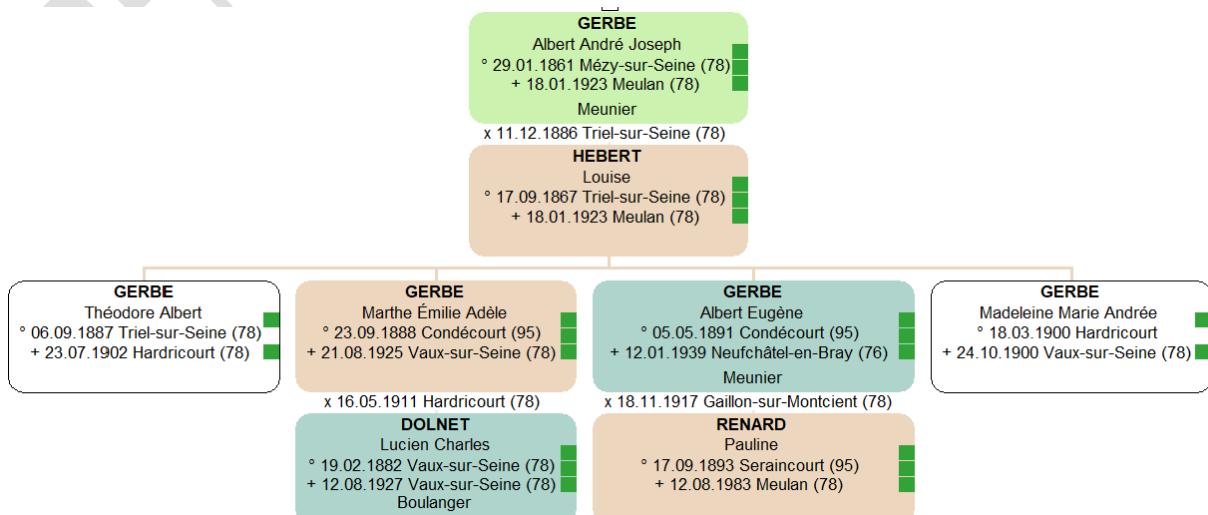 GERBE
Albert André Joseph
° 29.01.1861 Mézy-sur-Seine (78)
+ 18.01.1923 Meulan (78)
Meunier
x 11.12.1886 Triel-sur-Seine (78)
HEBERT
Louise
° 17.09.1867 Triel-sur-Seine (78)
+ 18.01.1923 Meulan (78)
GERBE
Théodore Albert
° 06.09.1887 Triel-sur-Seine (78)
+ 23.07.1902 Hardricourt (78)
GERBE
Marthe Émilie Adèle
° 23.09.1888 Condécourt (95)
+ 21.08.1925 Vaux-sur-Seine (78)
x 16.05.1911 Hardricourt (78)
DOLNET
Lucien Charles
° 19.02.1882 Vaux-sur-Seine (78)
+ 12.08.1927 Vaux-sur-Seine (78)
Boulanger
GERBE
Albert Eugène
° 05.05.1891 Condécourt (95)
+ 12.01.1939 Neufchâtel-en-Bray (76)
Meunier
x 18.11.1917 Gaillon-sur-Montcient (78)
RENARD
Pauline
° 17.09.1893 Seraincourt (95)
+ 12.08.1983 Meulan (78)
GERBE
Madeleine Marie Andrée
° 18.03.1900 Hardricourt
+ 24.10.1900 Vaux-sur-Seine (78)